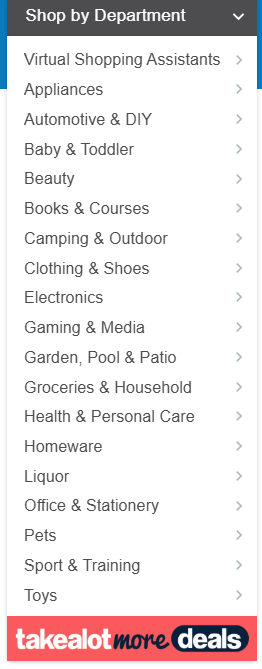 Shop by Department
Virtual Shopping Assistants
Appliances
Automotive & DIY
Baby & Toddler
Beauty
Books & Courses
Camping & Outdoor
Clothing & Shoes
Electronics
Gaming & Media
Garden, Pool & Patio
Groceries & Household
Health & Personal Care
Homeware
Liquor
Office & Stationery
Pets
Sport & Training
Toys
takealot more deals